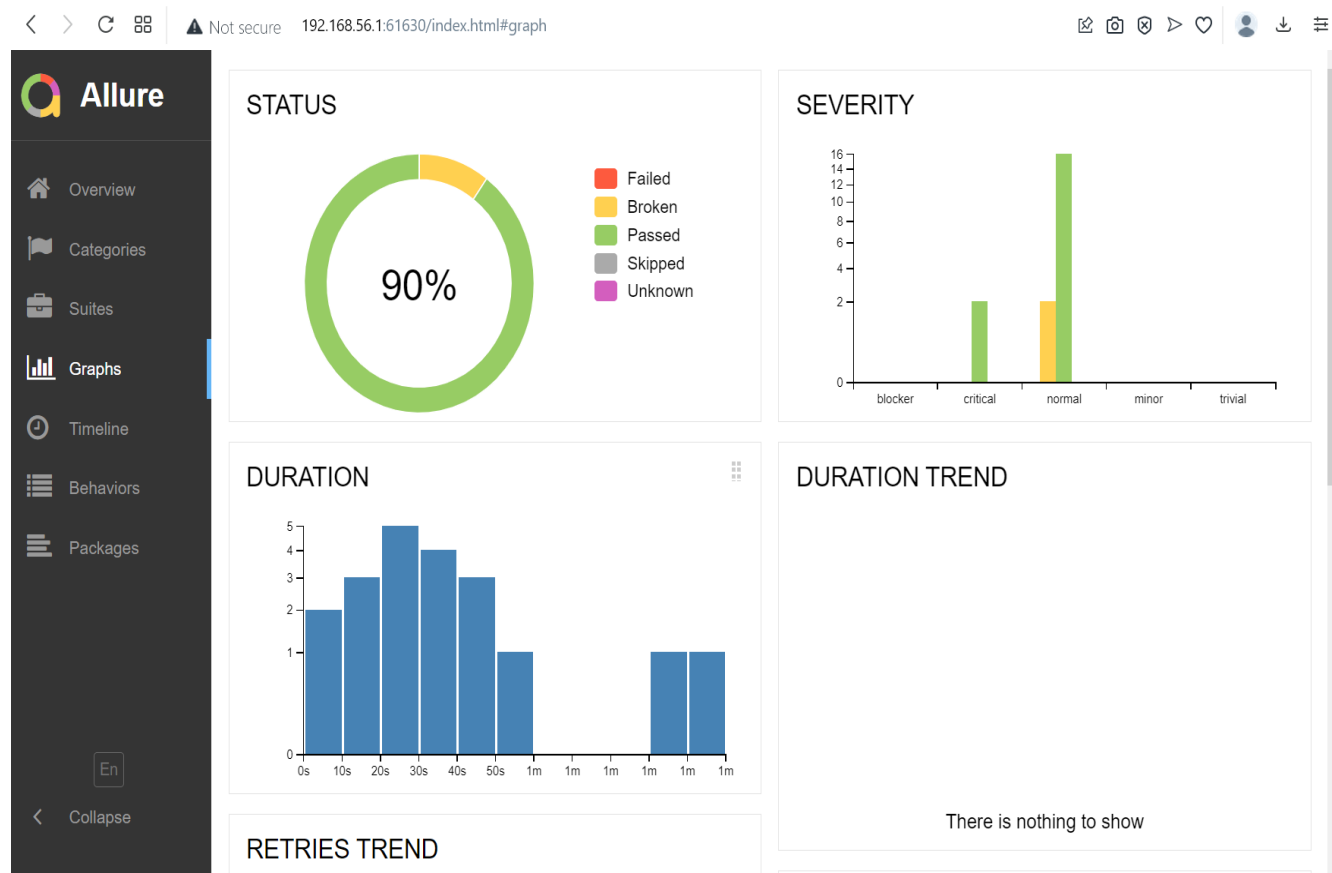 Not secure 192.168.56.1:61630/index.html#graph
Allure
Overview
Categories
Suites
Graphs
Timeline
Behaviors
Packages
En
Collapse
STATUS
90%
Failed
Broken
Passed
Skipped
Unknown
SEVERITY
16
14
12
10
8
6
4
2
0
blocker critical normal minor trivial
DURATION
5
4
3
2
1
0
0s 10s 20s 30s 40s 50s 1m 1m 1m 1m 1m 1m
DURATION TREND
There is nothing to show
RETRIES TREND